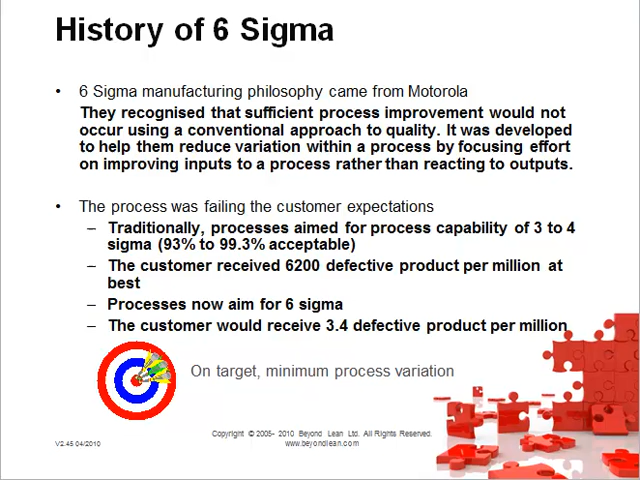 History of 6 Sigma
• 6 Sigma manufacturing philosophy came from Motorola
They recognised that sufficient process improvement would not
occur using a conventional approach to quality. It was developed
to help them reduce variation within a process by focusing effort
on improving inputs to a process rather than reacting to outputs.
• The process was failing the customer expectations
– Traditionally, processes aimed for process capability of 3 to 4
sigma (93% to 99.3% acceptable)
– The customer received 6200 defective product per million at
best
– Processes now aim for 6 sigma
– The customer would receive 3.4 defective product per million
On target, minimum process variation
Copyright © 2005- 2010 Beyond Lean Ltd. All Rights Reserved.
V2.45 04/2010
www.beyondlean.com